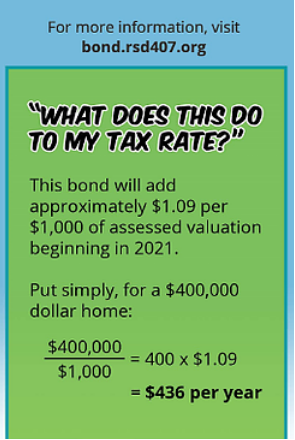 For more information, visit
bond.rsd407.org
"WHAT DOES THIS DO
TO MY TAX RATE?"
This bond will add
approximately $1.09 per
$1,000 of assessed valuation
beginning in 2021.
Put simply, for a $400,000
dollar home:
$400,000
$1,000
= 400 x $1.09
= $436 per year